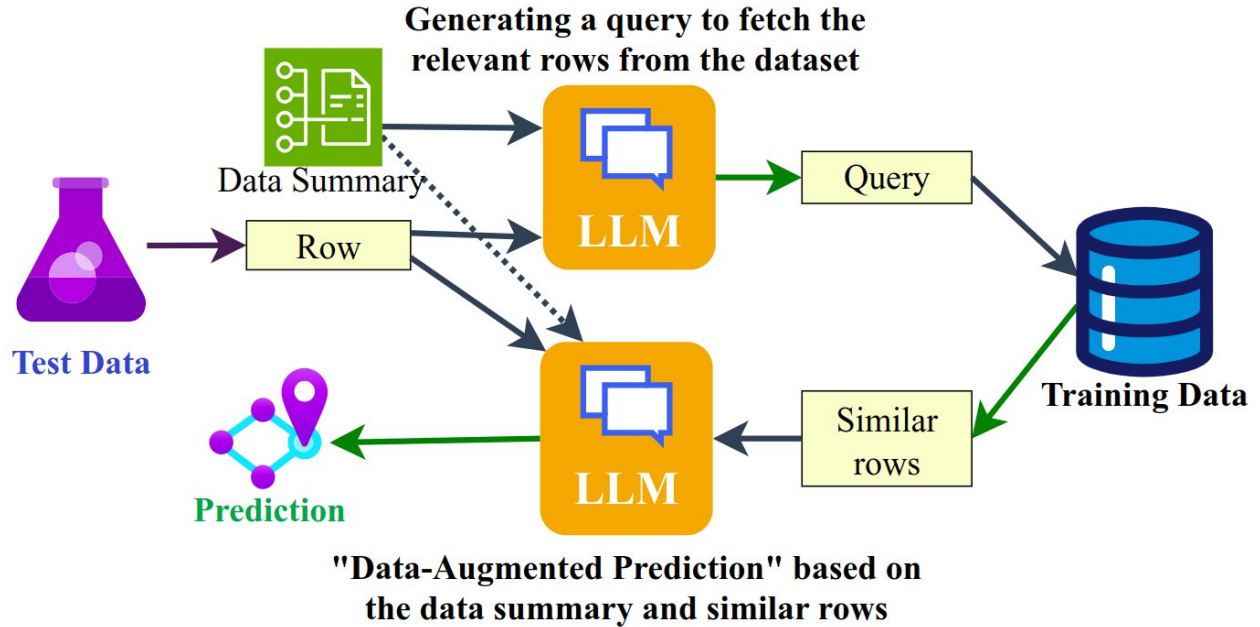 Generating a query to fetch the
relevant rows from the dataset
Data Summary
LLM
Query
Row
Test Data
Training Data
Similar
rows
LLM
Prediction
"Data-Augmented Prediction" based on
the data summary and similar rows